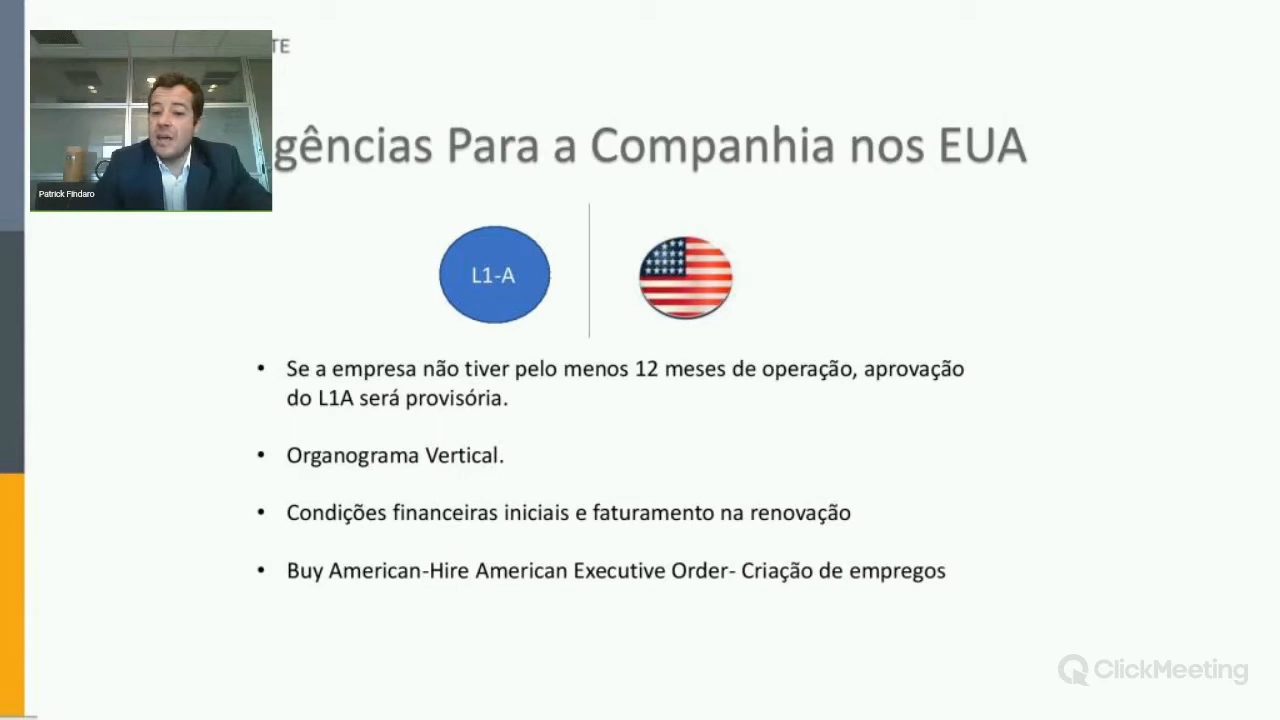 TE
gências Para a Companhia nos EUA
Patrick Findaro
L1-A
• Se a empresa não tiver pelo menos 12 meses de operação, aprovação
do L1A será provisória.
• Organograma Vertical.
• Condições financeiras iniciais e faturamento na renovação
• Buy American-Hire American Executive Order- Criação de empregos
ClickMeeting